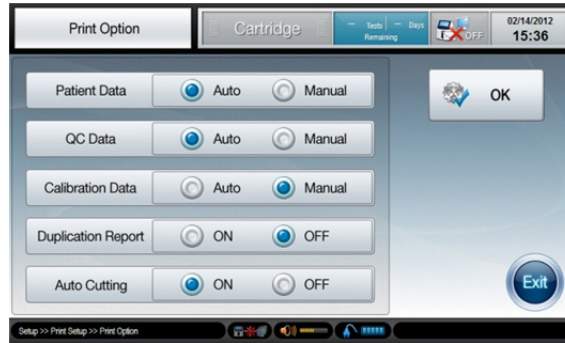 Print Option
Cartridge
— Tests — Days
Remaining
OFF
02/14/2012
15:36
Patient Data Auto Manual
OK
QC Data Auto Manual
Calibration Data Auto Manual
Duplication Report ON OFF
Auto Cutting ON OFF
Exit
Setup >> Print Setup >> Print Option